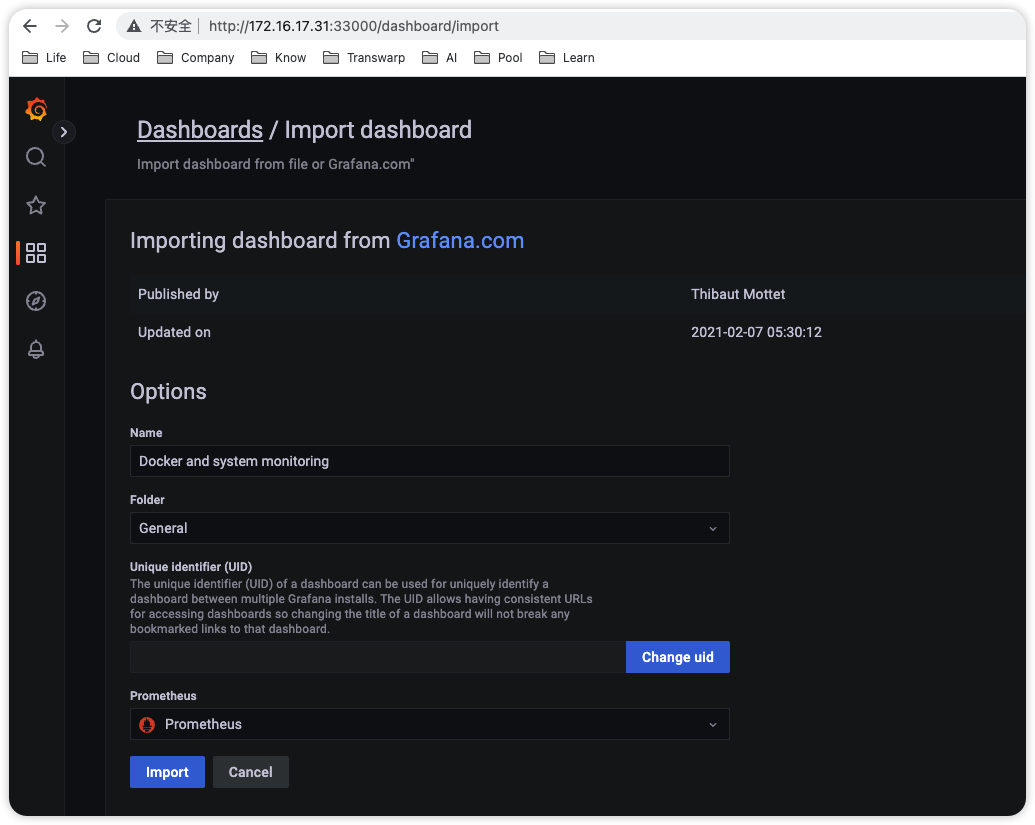 不安全 http://172.16.17.31:33000/dashboard/import
Life Cloud Company Know Transwarp AI Pool Learn
Dashboards / Import dashboard
Import dashboard from file or Grafana.com"
Importing dashboard from Grafana.com
Published by Thibaut Mottet
Updated on 2021-02-07 05:30:12
Options
Name
Docker and system monitoring
Folder
General
Unique identifier (UID)
The unique identifier (UID) of a dashboard can be used for uniquely identify a
dashboard between multiple Grafana installs. The UID allows having consistent URLs
for accessing dashboards so changing the title of a dashboard will not break any
bookmarked links to that dashboard.
Change uid
Prometheus
Prometheus
Import Cancel